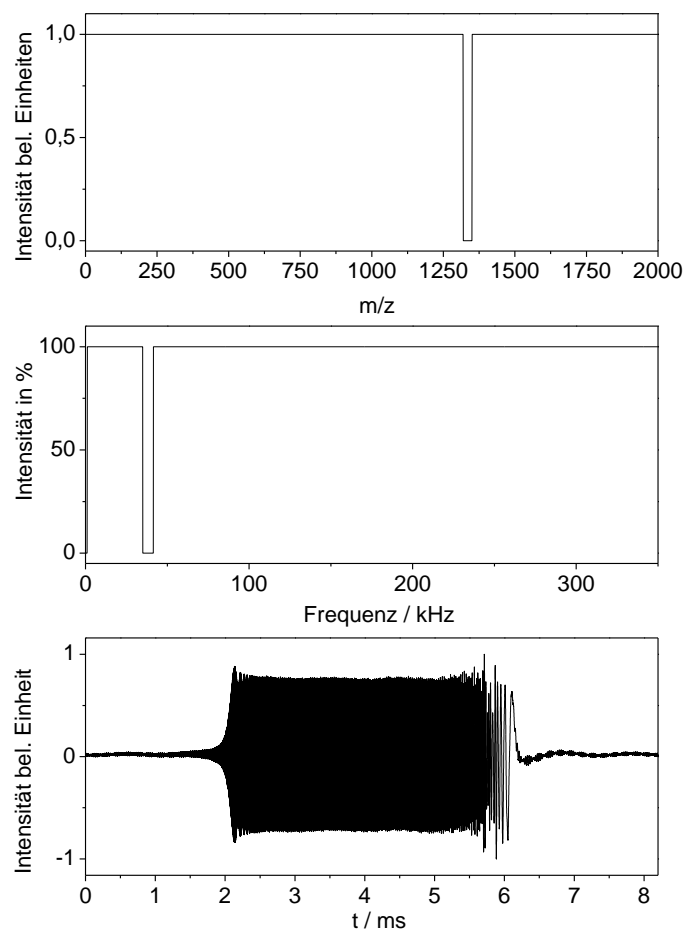 Intensität bel. Einheiten
1,0
0,5
0,0
0 250 500 750 1000 1250 1500 1750 2000
m/z
Intensität in %
100
50
0
0 100 200 300
Frequenz / kHz
Intensität bel. Einheit
1
0
-1
0 1 2 3 4 5 6 7 8
t / ms